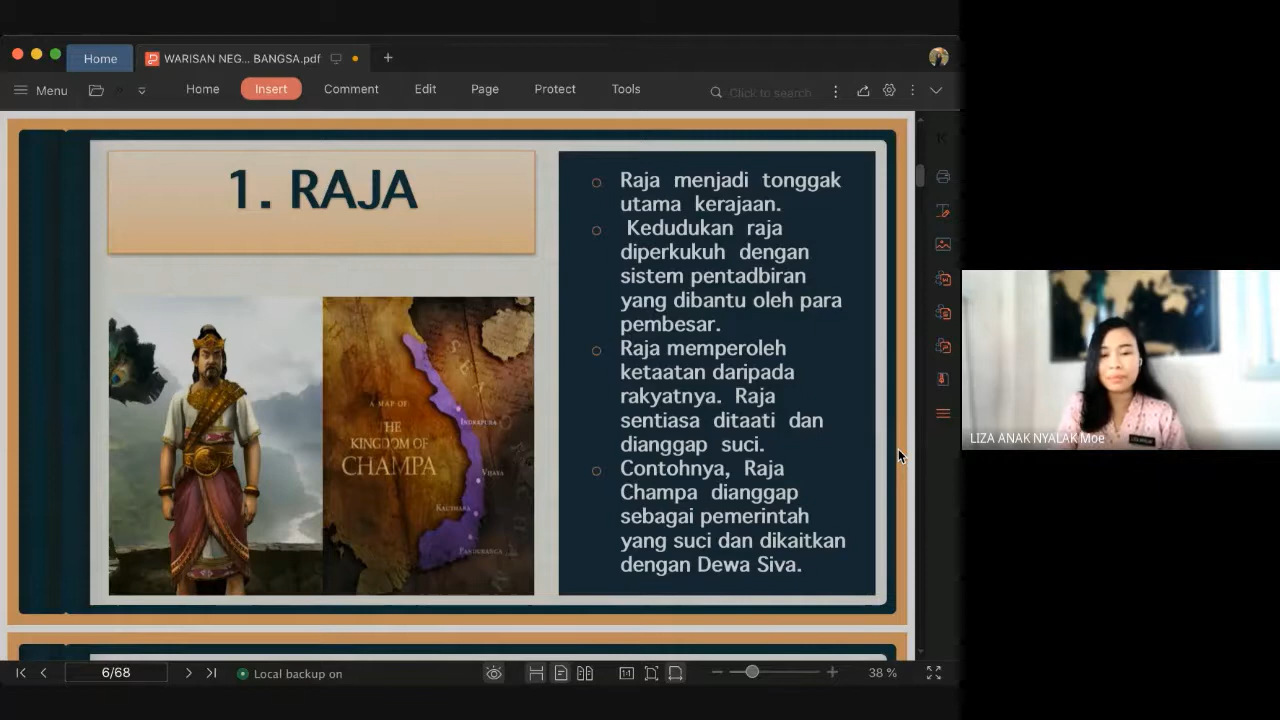 Home
WARISAN NEG... BANGSA.pdf
Menu
Home
Insert
Comment
Edit
Page
Protect
Tools
Click to search
1. RAJA
Raja menjadi tonggak
utama kerajaan.
Kedudukan raja
diperkukuh dengan
sistem pentadbiran
yang dibantu oleh para
pembesar.
Raja memperoleh
ketaatan daripada
rakyatnya. Raja
sentiasa ditaati dan
dianggap suci.
Contohnya, Raja
Champa dianggap
sebagai pemerintah
yang suci dan dikaitkan
dengan Dewa Siva.
A MAP OF
THE
KINGDOM OF
CHAMPA
INDRAPURA
VIJAYA
KAUTHARA
PANDURANGA
LIZA ANAK NYALAK Moe
6/68
Local backup on
1:1
38 %